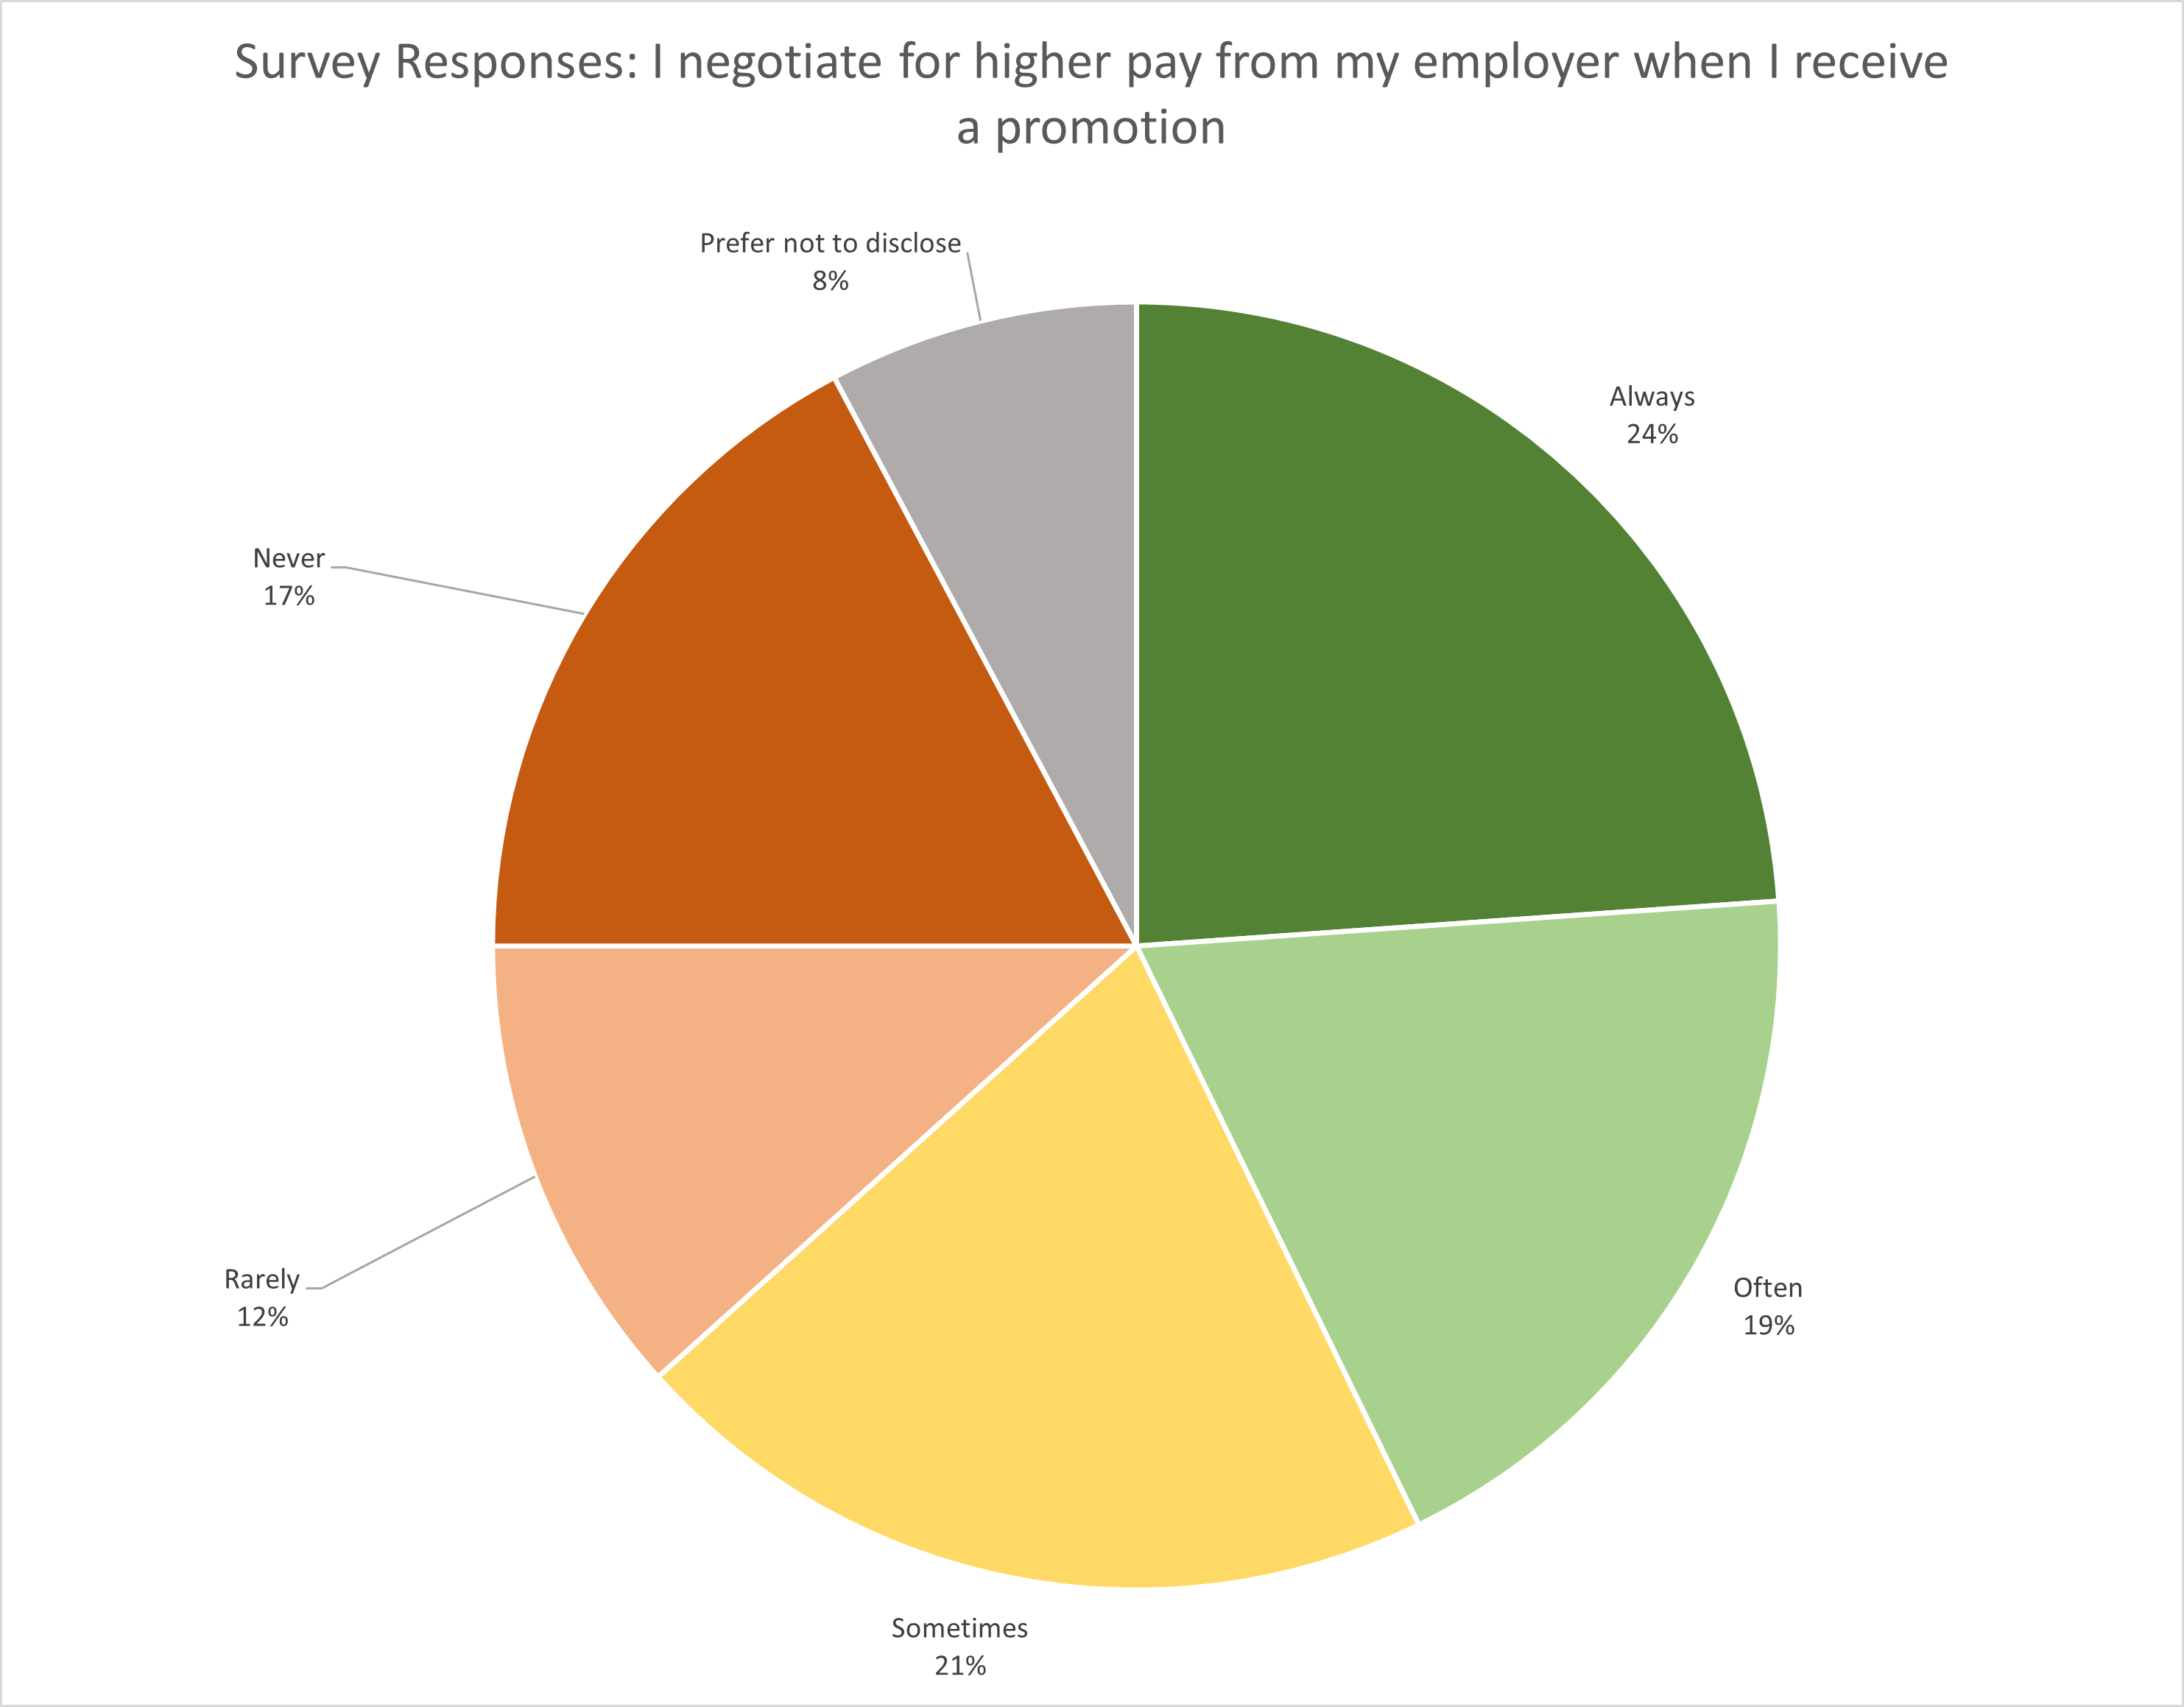 Survey Responses: I negotiate for higher pay from my employer when I receive
a promotion
Prefer not to disclose
8%
Always
24%
Never
17%
Rarely
12%
Often
19%
Sometimes
21%